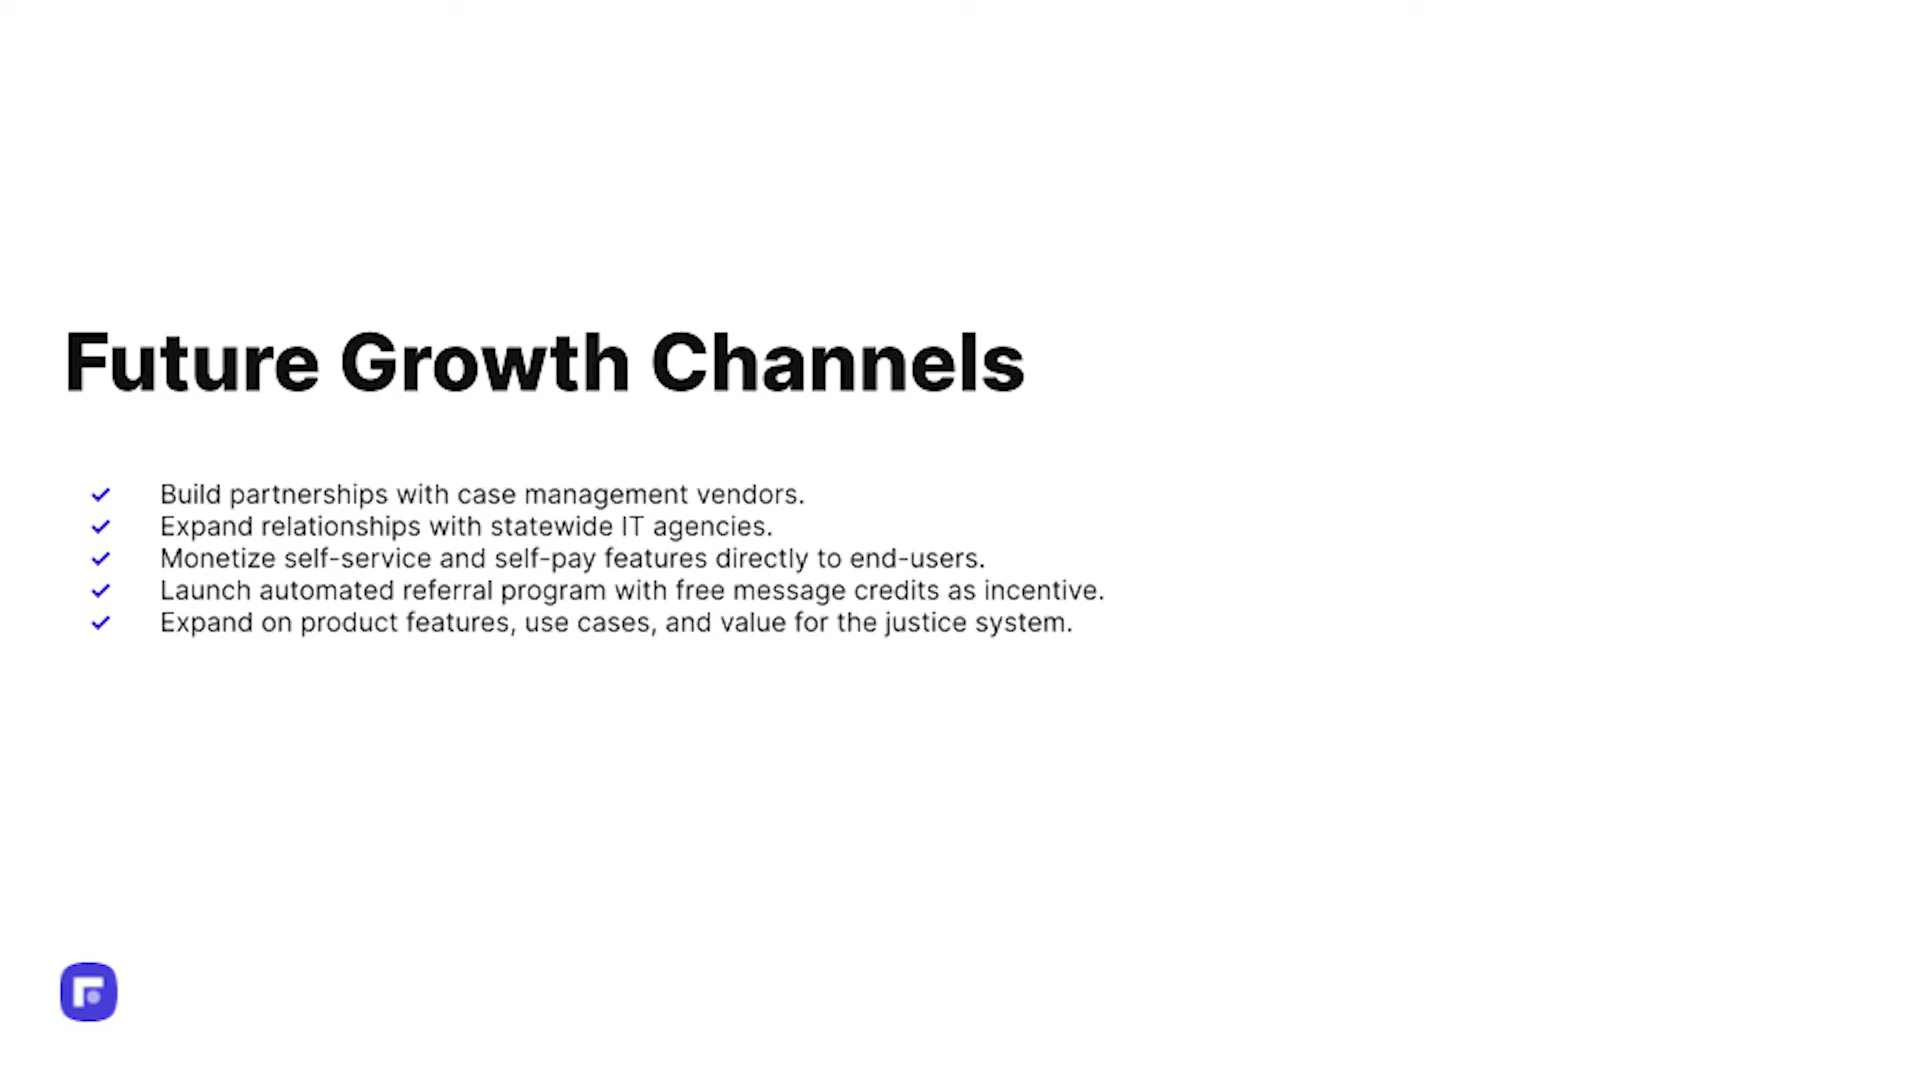 Future Growth Channels
Build partnerships with case management vendors.
Expand relationships with statewide IT agencies.
Monetize self-service and self-pay features directly to end-users.
Launch automated referral program with free message credits as incentive.
Expand on product features, use cases, and value for the justice system.